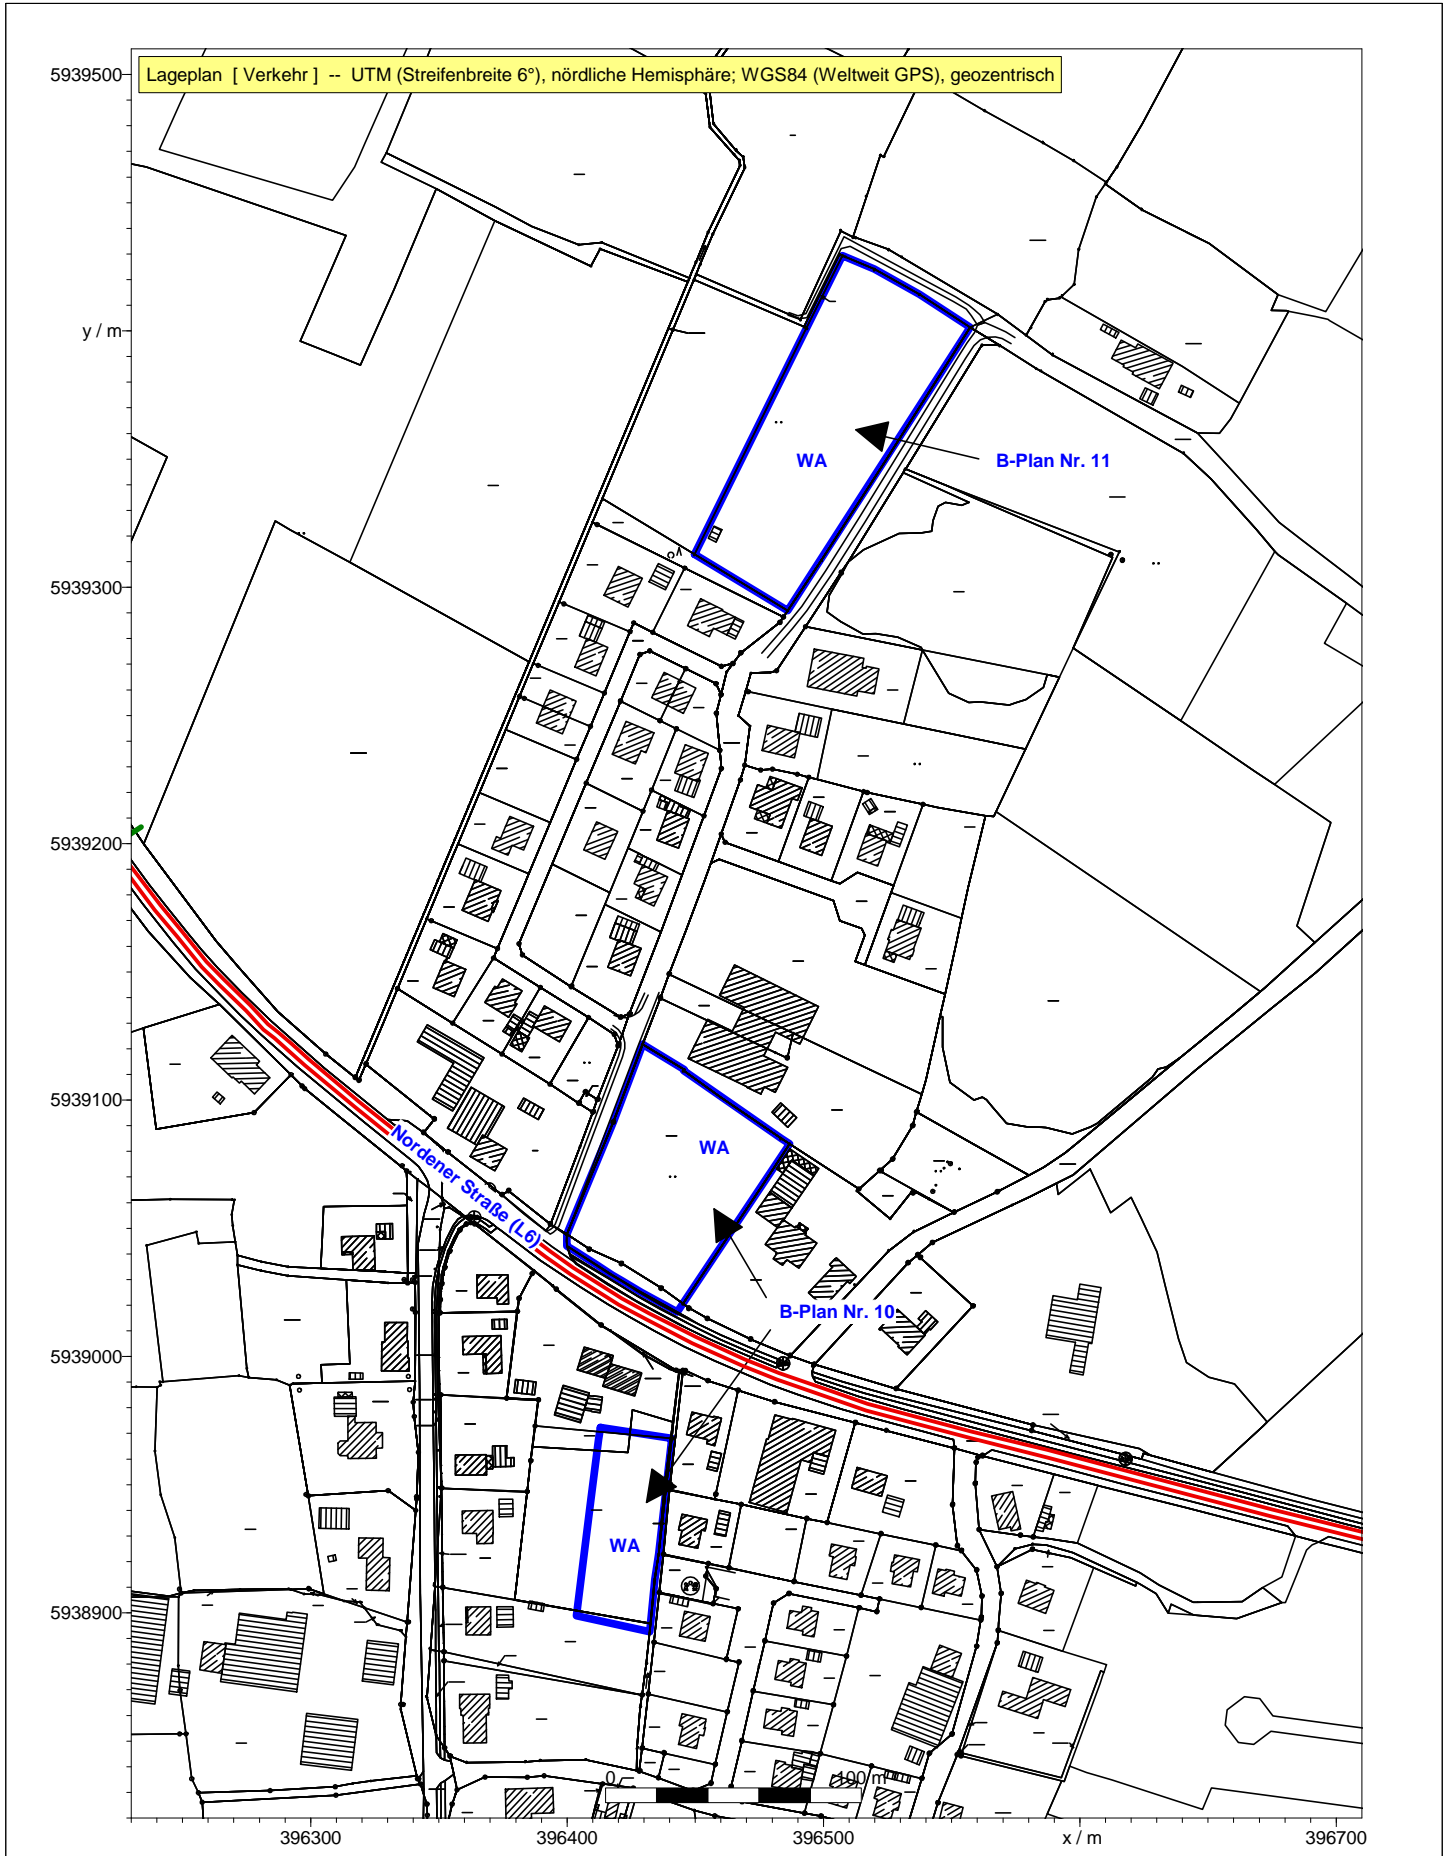 Lageplan [ Verkehr ] -- UTM (Streifenbreite 6°), nördliche Hemisphäre; WGS84 (Weltweit GPS), geozentrisch
5939500
y / m
5939300
5939200
5939100
5939000
5938900
WA
B-Plan Nr. 11
WA
Nordener Straße (L6)
B-Plan Nr. 10
WA
0
100 m
396300
396400
396500
x / m
396700